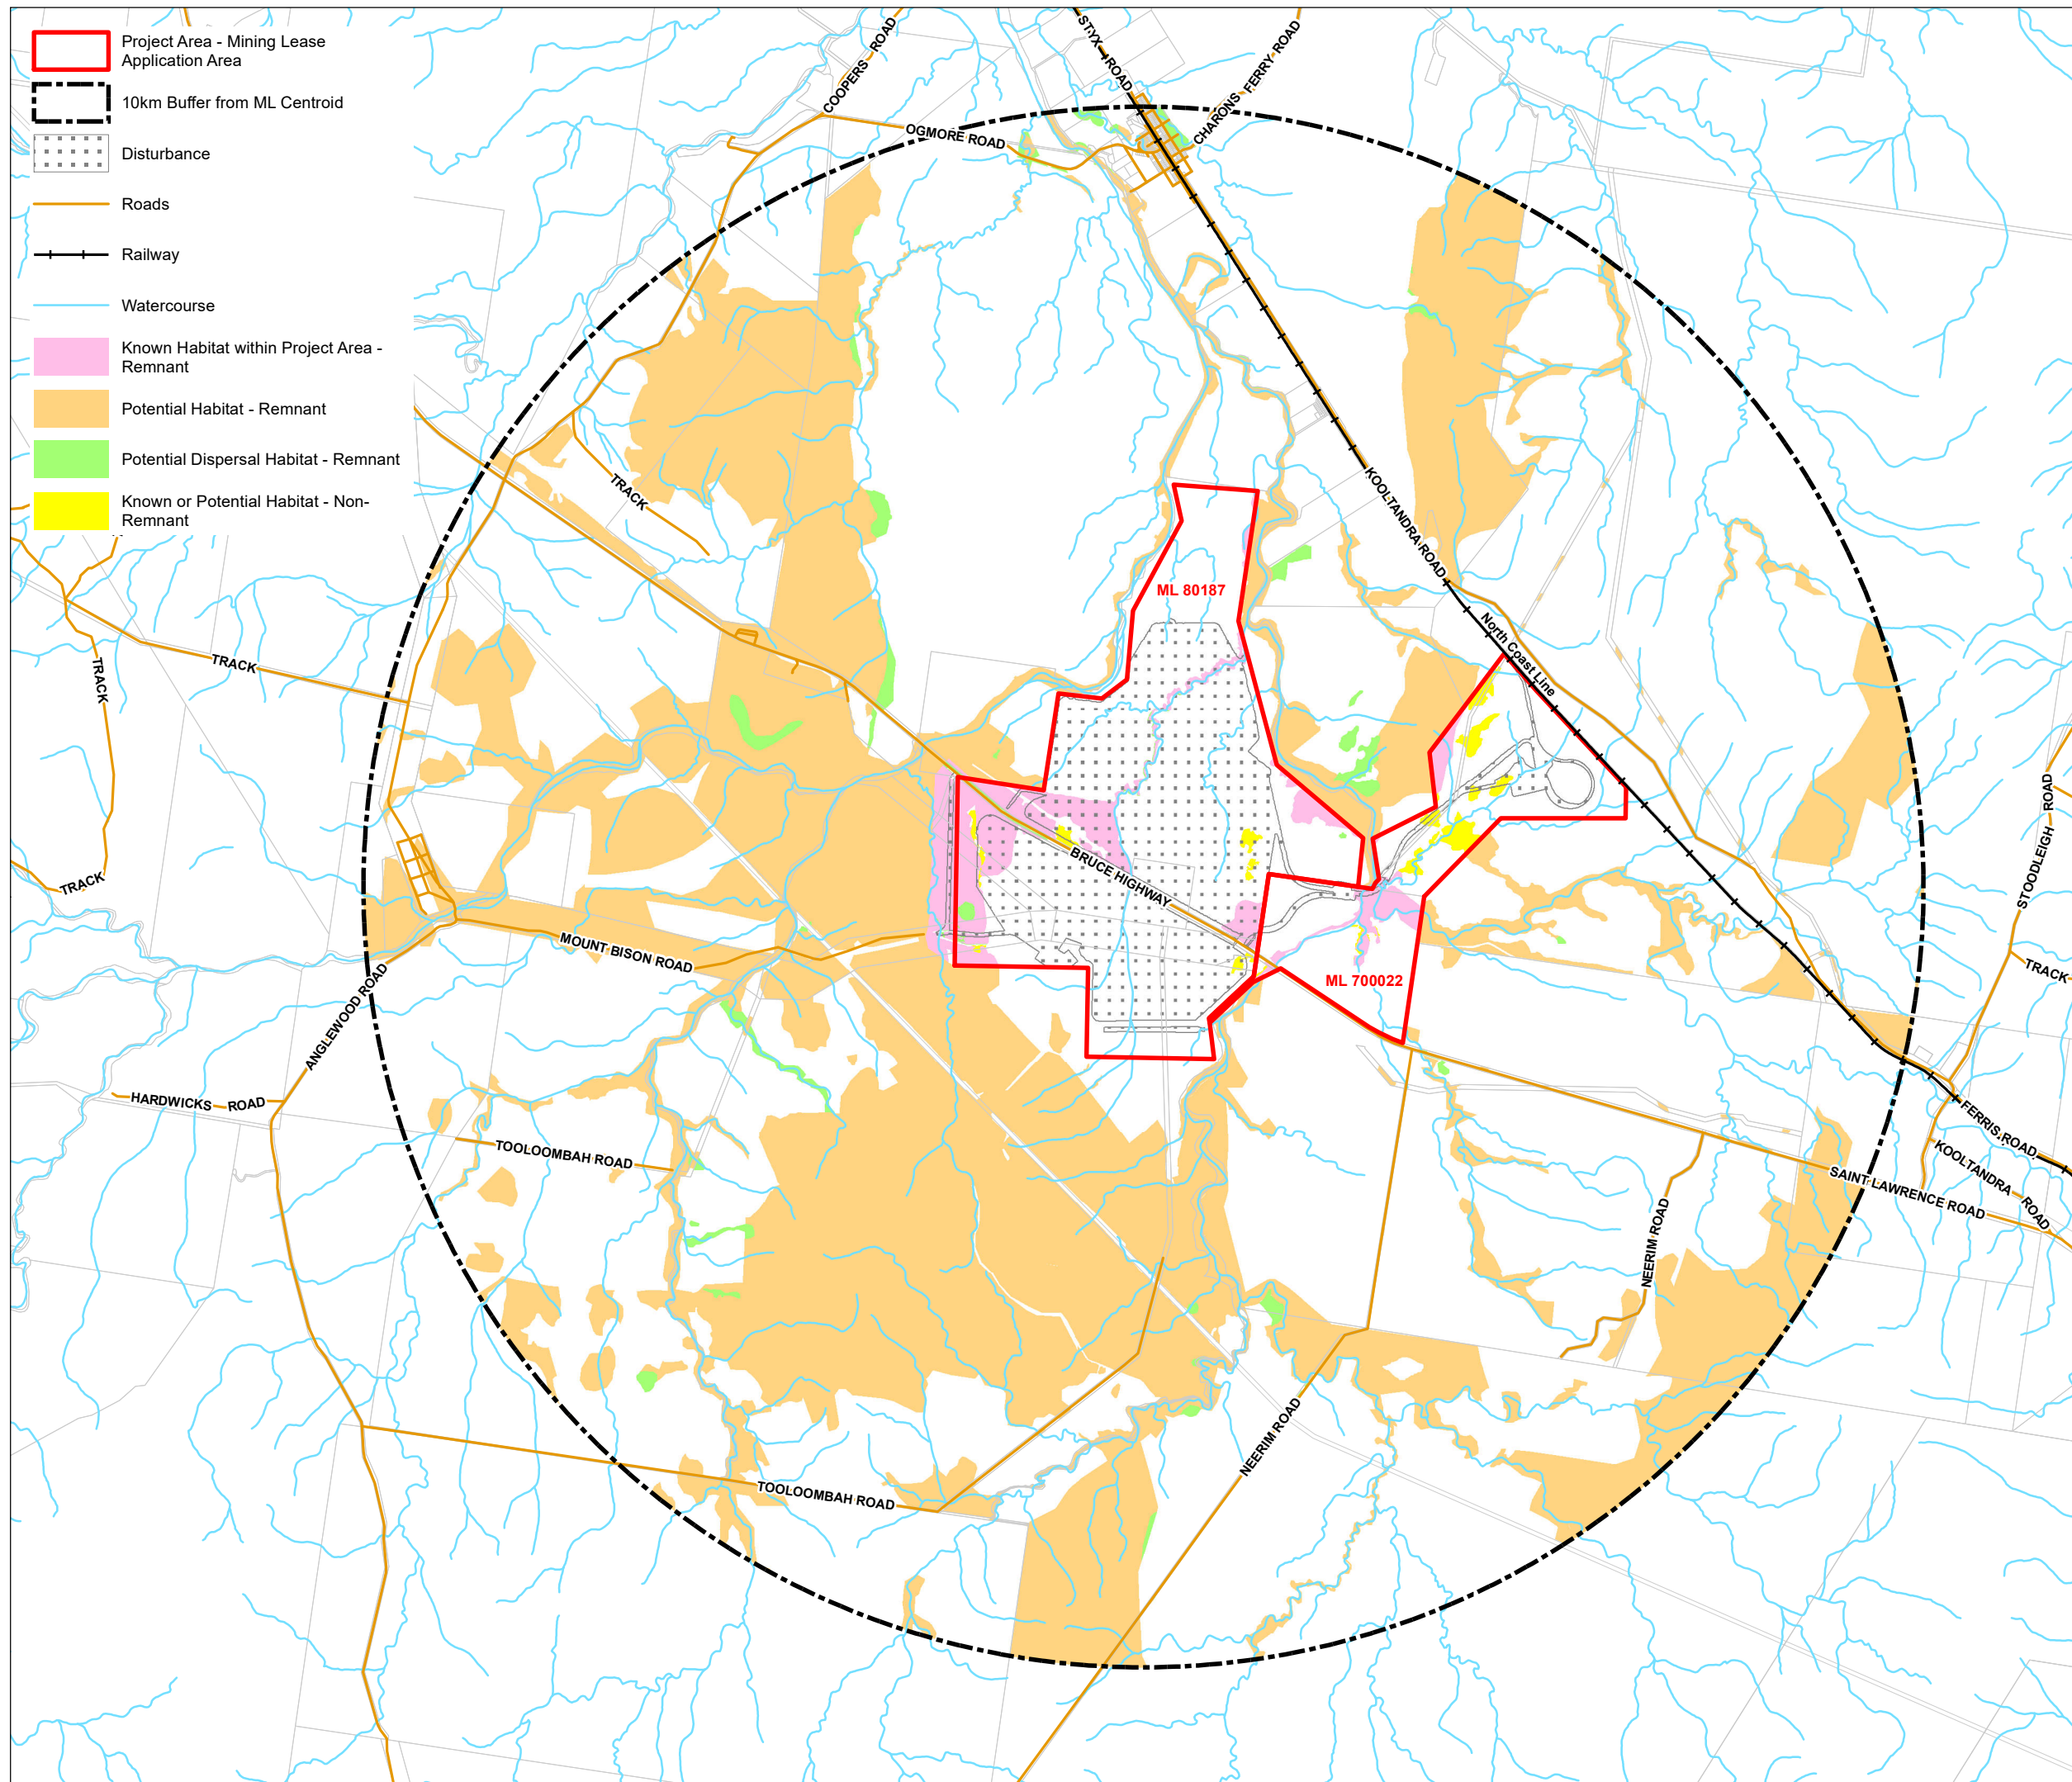 Project Area - Mining Lease
Application Area
10km Buffer from ML Centroid
Disturbance
Roads
Railway
Watercourse
Known Habitat within Project Area -
Remnant
Potential Habitat - Remnant
Potential Dispersal Habitat - Remnant
Known or Potential Habitat - Non-
Remnant
COOPERS ROAD
STYX ROAD
CHARONS FERRY ROAD
OGMORE ROAD
TRACK
KOOLTANDRA ROAD
ML 80187
North Coast Line
TRACK
TRACK
TRACK
BRUCE HIGHWAY
STOODLEIGH ROAD
MOUNT BISON ROAD
ML 700022
TRACK
ANGLEWOOD ROAD
HARDWICKS ROAD
TOOLOOMBAH ROAD
FERRIS ROAD
KOOLTANDRA ROAD
SAINT LAWRENCE ROAD
NEERIM ROAD
NEERIM ROAD
TOOLOOMBAH ROAD